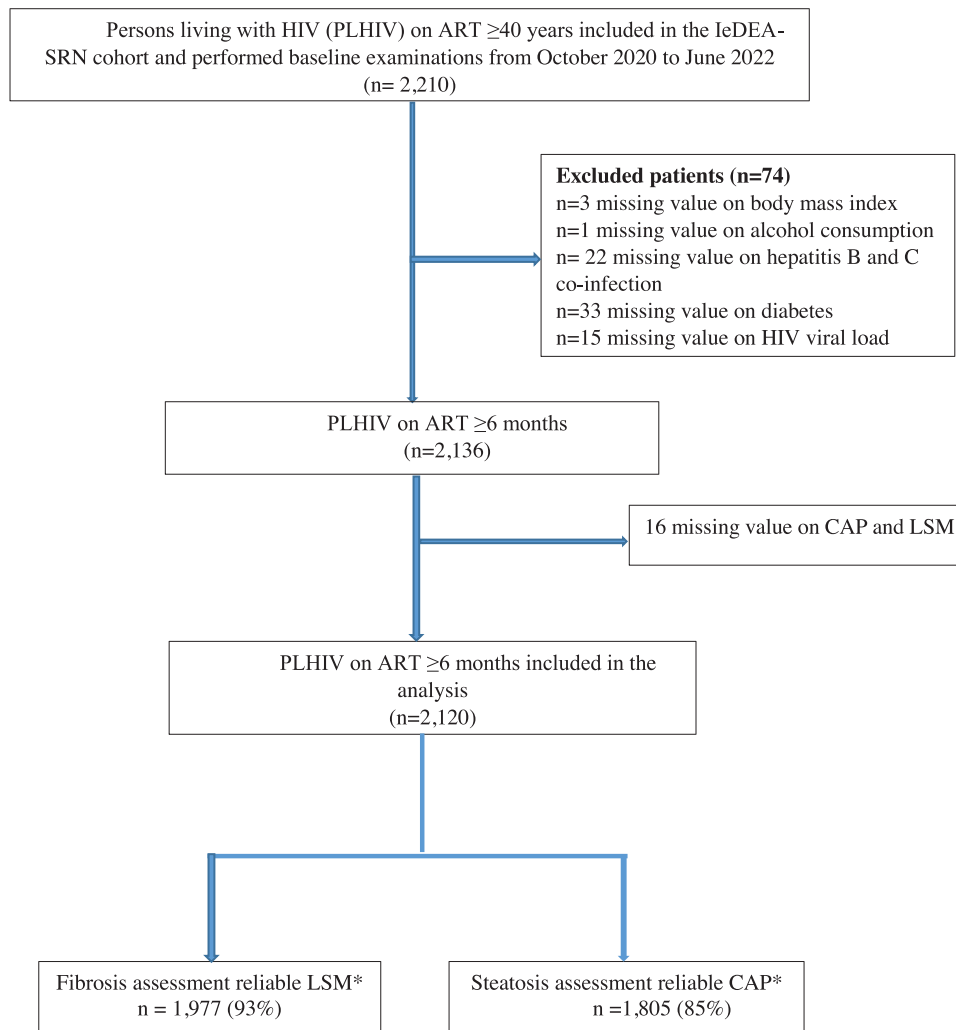 Persons living with HIV (PLHIV) on ART ≥40 years included in the IeDEA-
SRN cohort and performed baseline examinations from October 2020 to June 2022
(n= 2,210)
Excluded patients (n=74)
n=3 missing value on body mass index
n=1 missing value on alcohol consumption
n= 22 missing value on hepatitis B and C
co-infection
n=33 missing value on diabetes
n=15 missing value on HIV viral load
PLHIV on ART ≥6 months
(n=2,136)
16 missing value on CAP and LSM
PLHIV on ART ≥6 months included in the
analysis
(n=2,120)
Fibrosis assessment reliable LSM*
n = 1,977 (93%)
Steatosis assessment reliable CAP*
n =1,805 (85%)